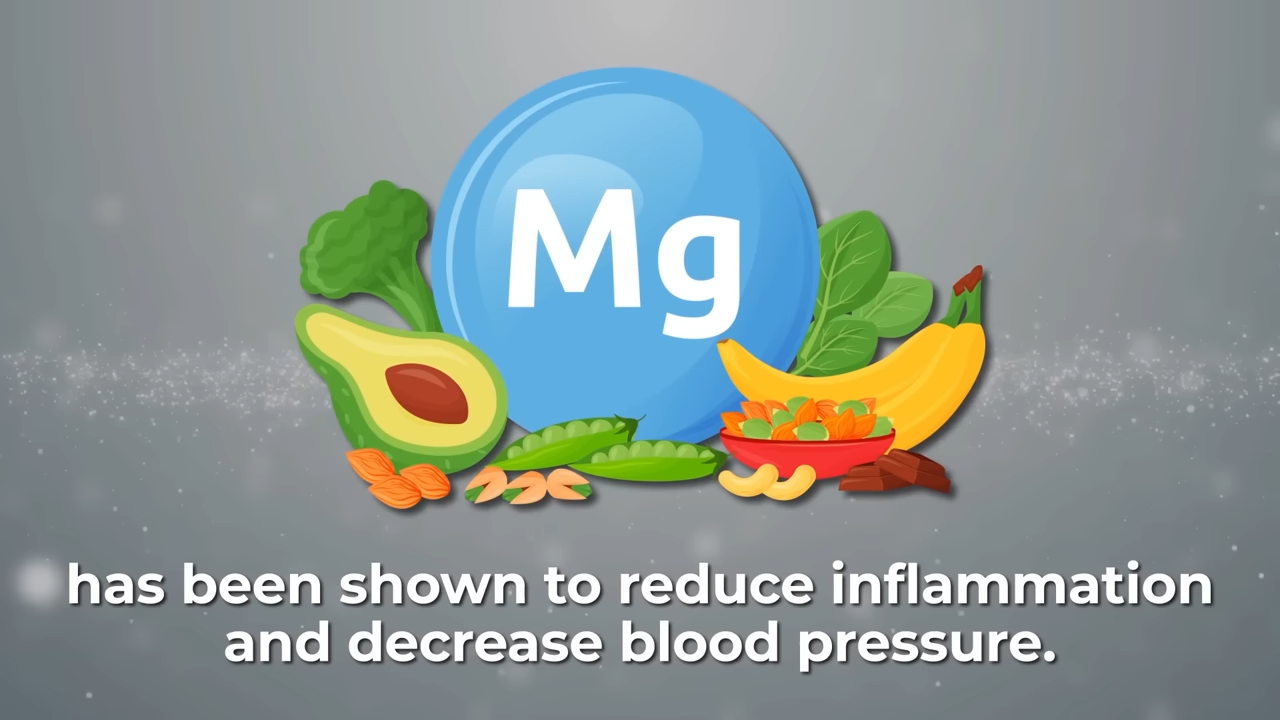 Mg
has been shown to reduce inflammation
and decrease blood pressure.